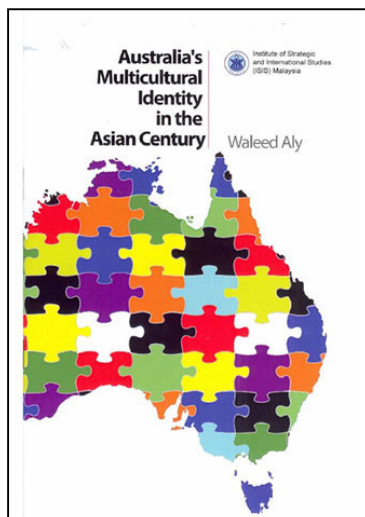 Australia's
Multicultural
Identity
in the
Asian Century
Institute of Strategic
and International Studies
(ISIS) Malaysia
Waleed Aly